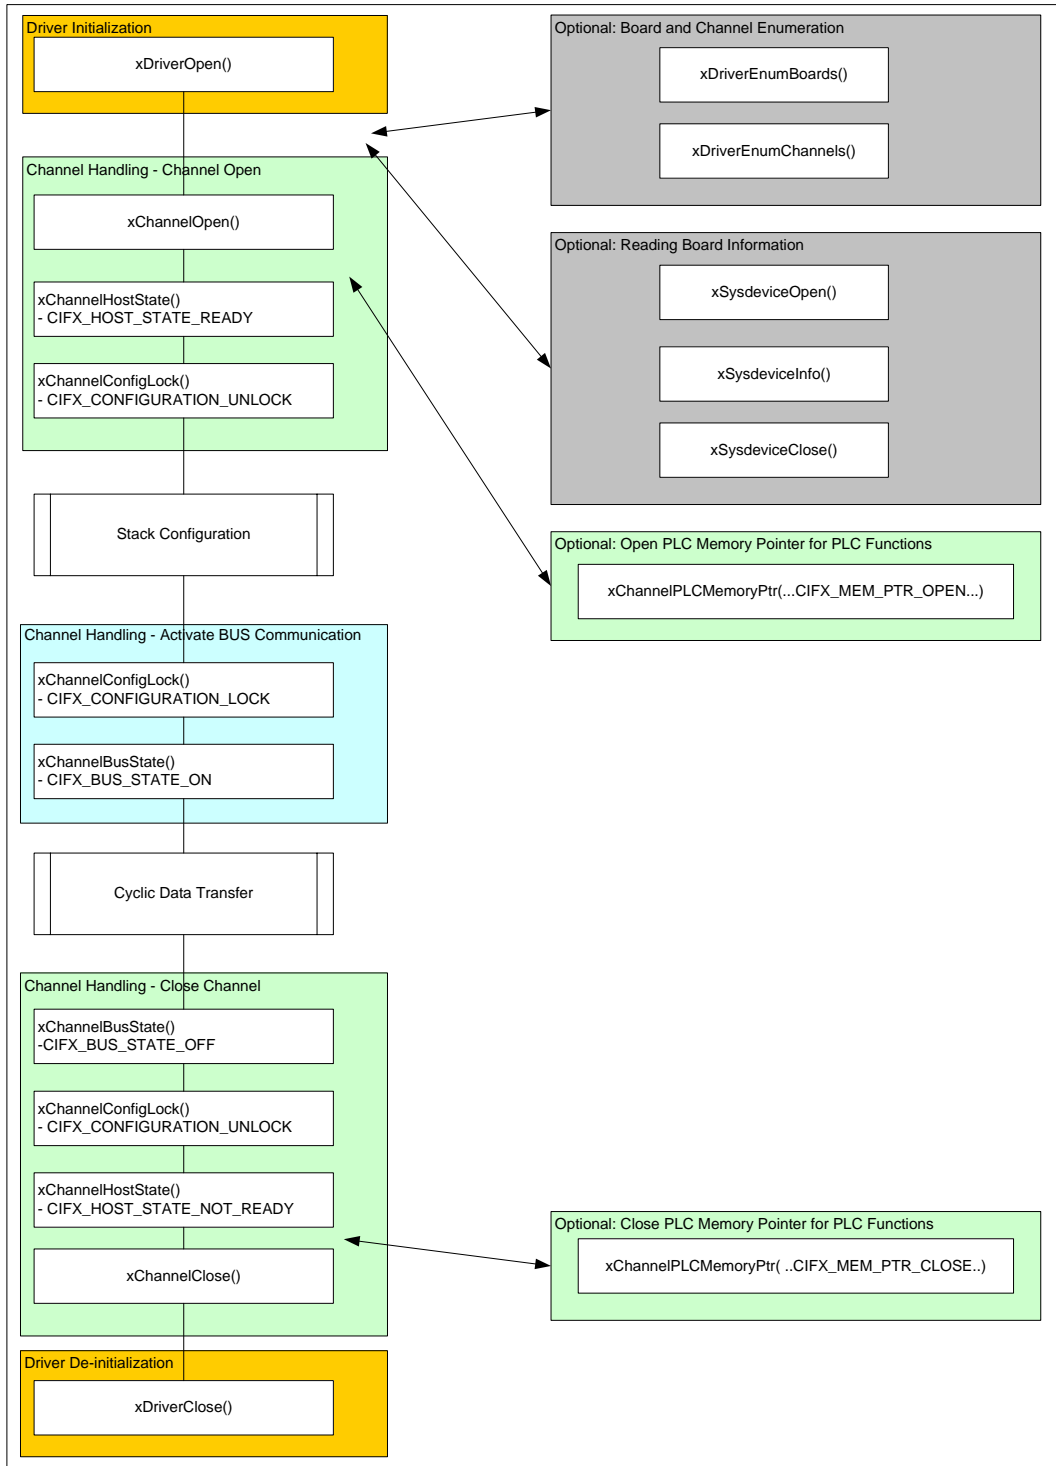 Driver Initialization
xDriverOpen()
Channel Handling - Channel Open
xChannelOpen()
xChannelHostState()
- CIFX_HOST_STATE_READY
xChannelConfigLock()
- CIFX_CONFIGURATION_UNLOCK
Stack Configuration
Channel Handling - Activate BUS Communication
xChannelConfigLock()
- CIFX_CONFIGURATION_LOCK
xChannelBusState()
- CIFX_BUS_STATE_ON
Cyclic Data Transfer
Channel Handling - Close Channel
xChannelBusState()
-CIFX_BUS_STATE_OFF
xChannelConfigLock()
- CIFX_CONFIGURATION_UNLOCK
xChannelHostState()
- CIFX_HOST_STATE_NOT_READY
xChannelClose()
Driver De-initialization
xDriverClose()
Optional: Board and Channel Enumeration
xDriverEnumBoards()
xDriverEnumChannels()
Optional: Reading Board Information
xSysdeviceOpen()
xSysdeviceInfo()
xSysdeviceClose()
Optional: Open PLC Memory Pointer for PLC Functions
xChannelPLCMemoryPtr(...CIFX_MEM_PTR_OPEN...)
Optional: Close PLC Memory Pointer for PLC Functions
xChannelPLCMemoryPtr( ..CIFX_MEM_PTR_CLOSE..)